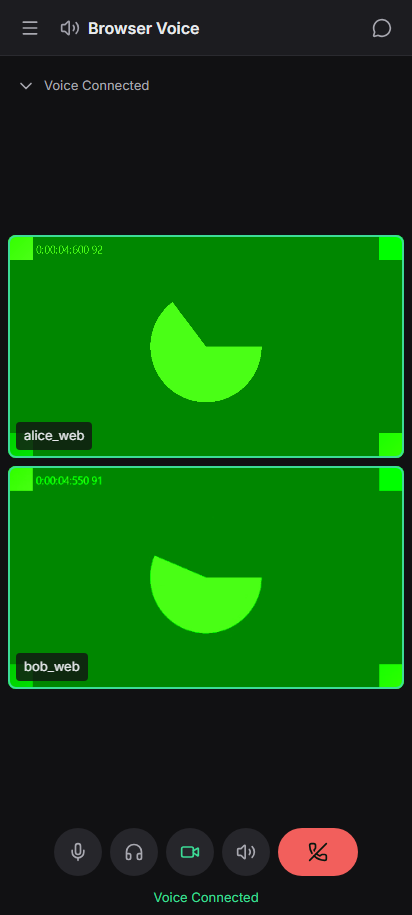 Browser Voice
Voice Connected
0:00:04:600 92
alice_web
0:00:04:550 91
bob_web
Voice Connected